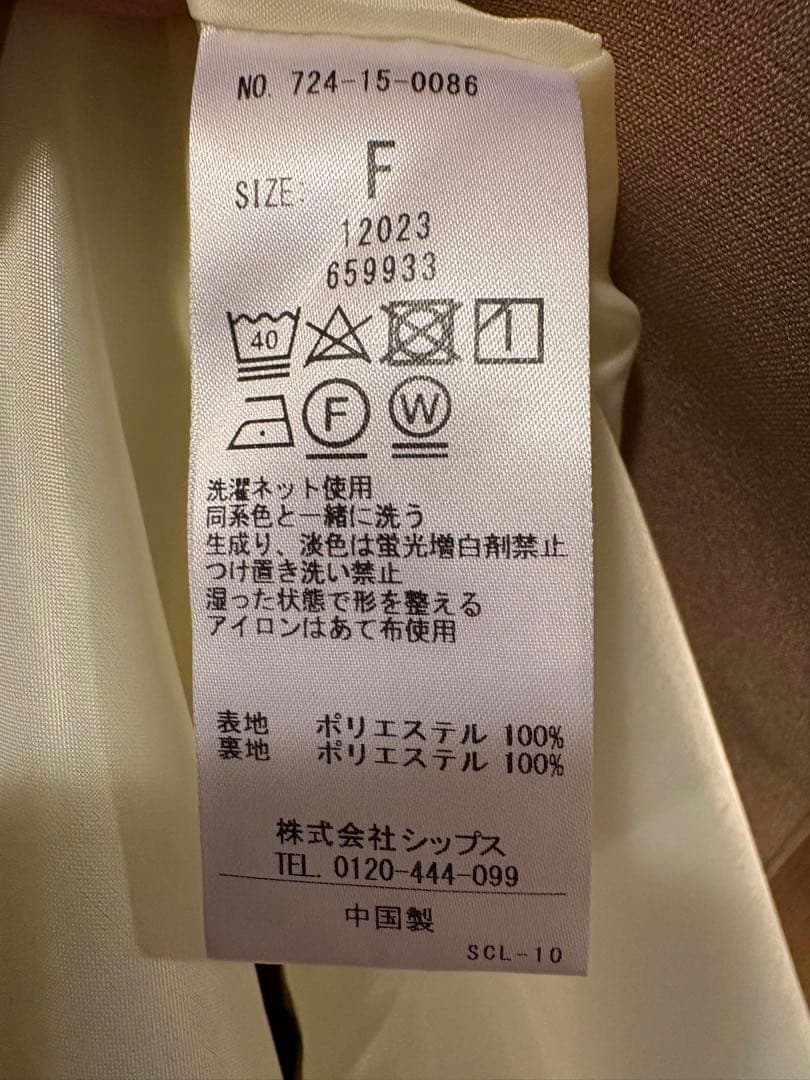 NO. 724-15-0086
SIZE: F
12023
659933
40
F W
洗濯ネット使用
同系色と一緒に洗う
生成り、淡色は蛍光増白剤禁止
つけ置き洗い禁止
湿った状態で形を整える
アイロンはあて布使用
表地 ポリエステル 100%
裏地 ポリエステル 100%
株式会社シップス
TEL. 0120-444-099
中国製
SCL-10